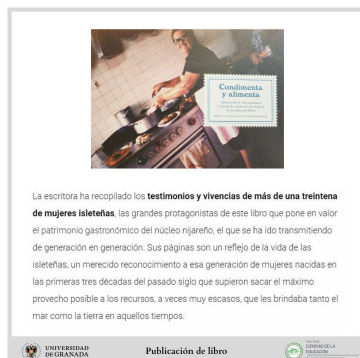 Condimenta
y alimenta
La escritora ha recopilado los testimonios y vivencias de más de una treintena
de mujeres isleteñas, las grandes protagonistas de este libro que pone en valor
el patrimonio gastronómico del núcleo nijareño, el que se ha ido transmitiendo
de generación en generación. Sus páginas son un reflejo de la vida de las
isleteñas, un merecido reconocimiento a esa generación de mujeres nacidas en
las primeras tres décadas del pasado siglo que supieron sacar el máximo
provecho posible a los recursos, a veces muy escasos, que les brindaba tanto el
mar como la tierra en aquellos tiempos.
UNIVERSIDAD
DE GRANADA
Publicación de libro
CIENCIAS DE LA
EDUCACIÓN